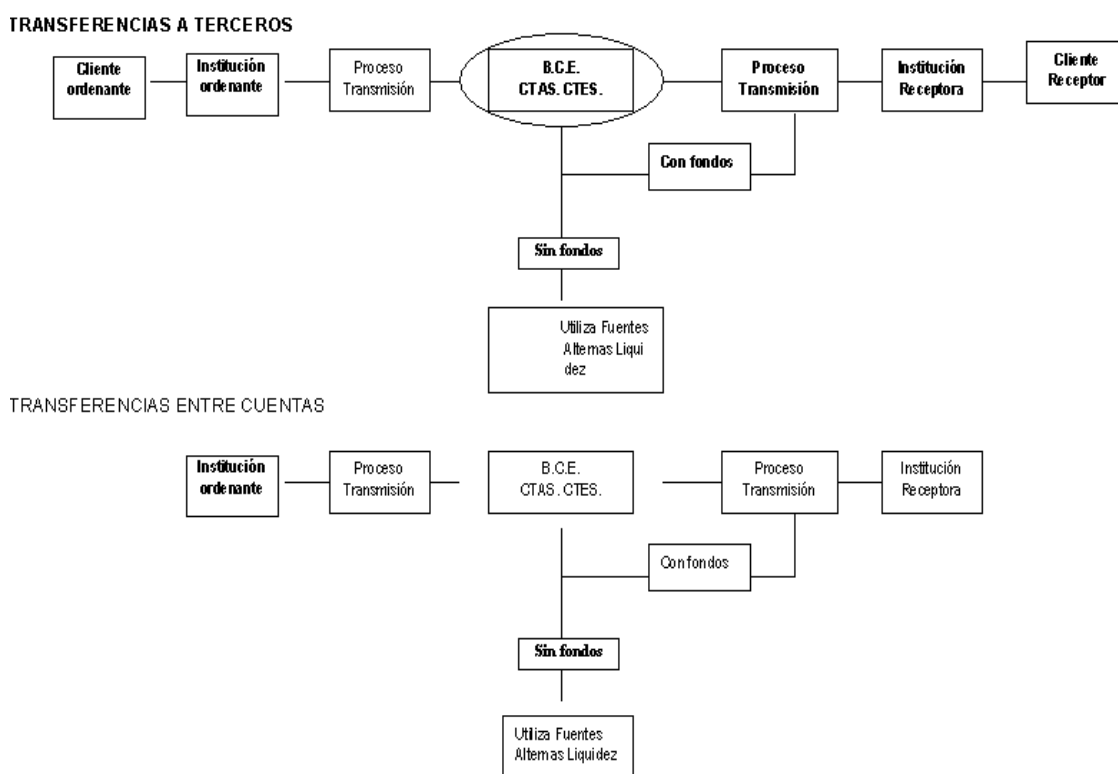 TRANSFERENCIAS A TERCEROS
Cliente
ordenante
Institución
ordenante
Proceso
Transmisión
B.C.E.
CTAS. CTES.
Proceso
Transmisión
Institución
Receptora
Cliente
Receptor
Con fondos
Sin fondos
Utiliza Fuentes
Alternas Liqui
dez
TRANSFERENCIAS ENTRE CUENTAS
Institución
ordenante
Proceso
Transmisión
B.C.E.
CTAS. CTES.
Proceso
Transmisión
Institución
Receptora
Con fondos
Sin fondos
Utiliza Fuentes
Alternas Liquidez